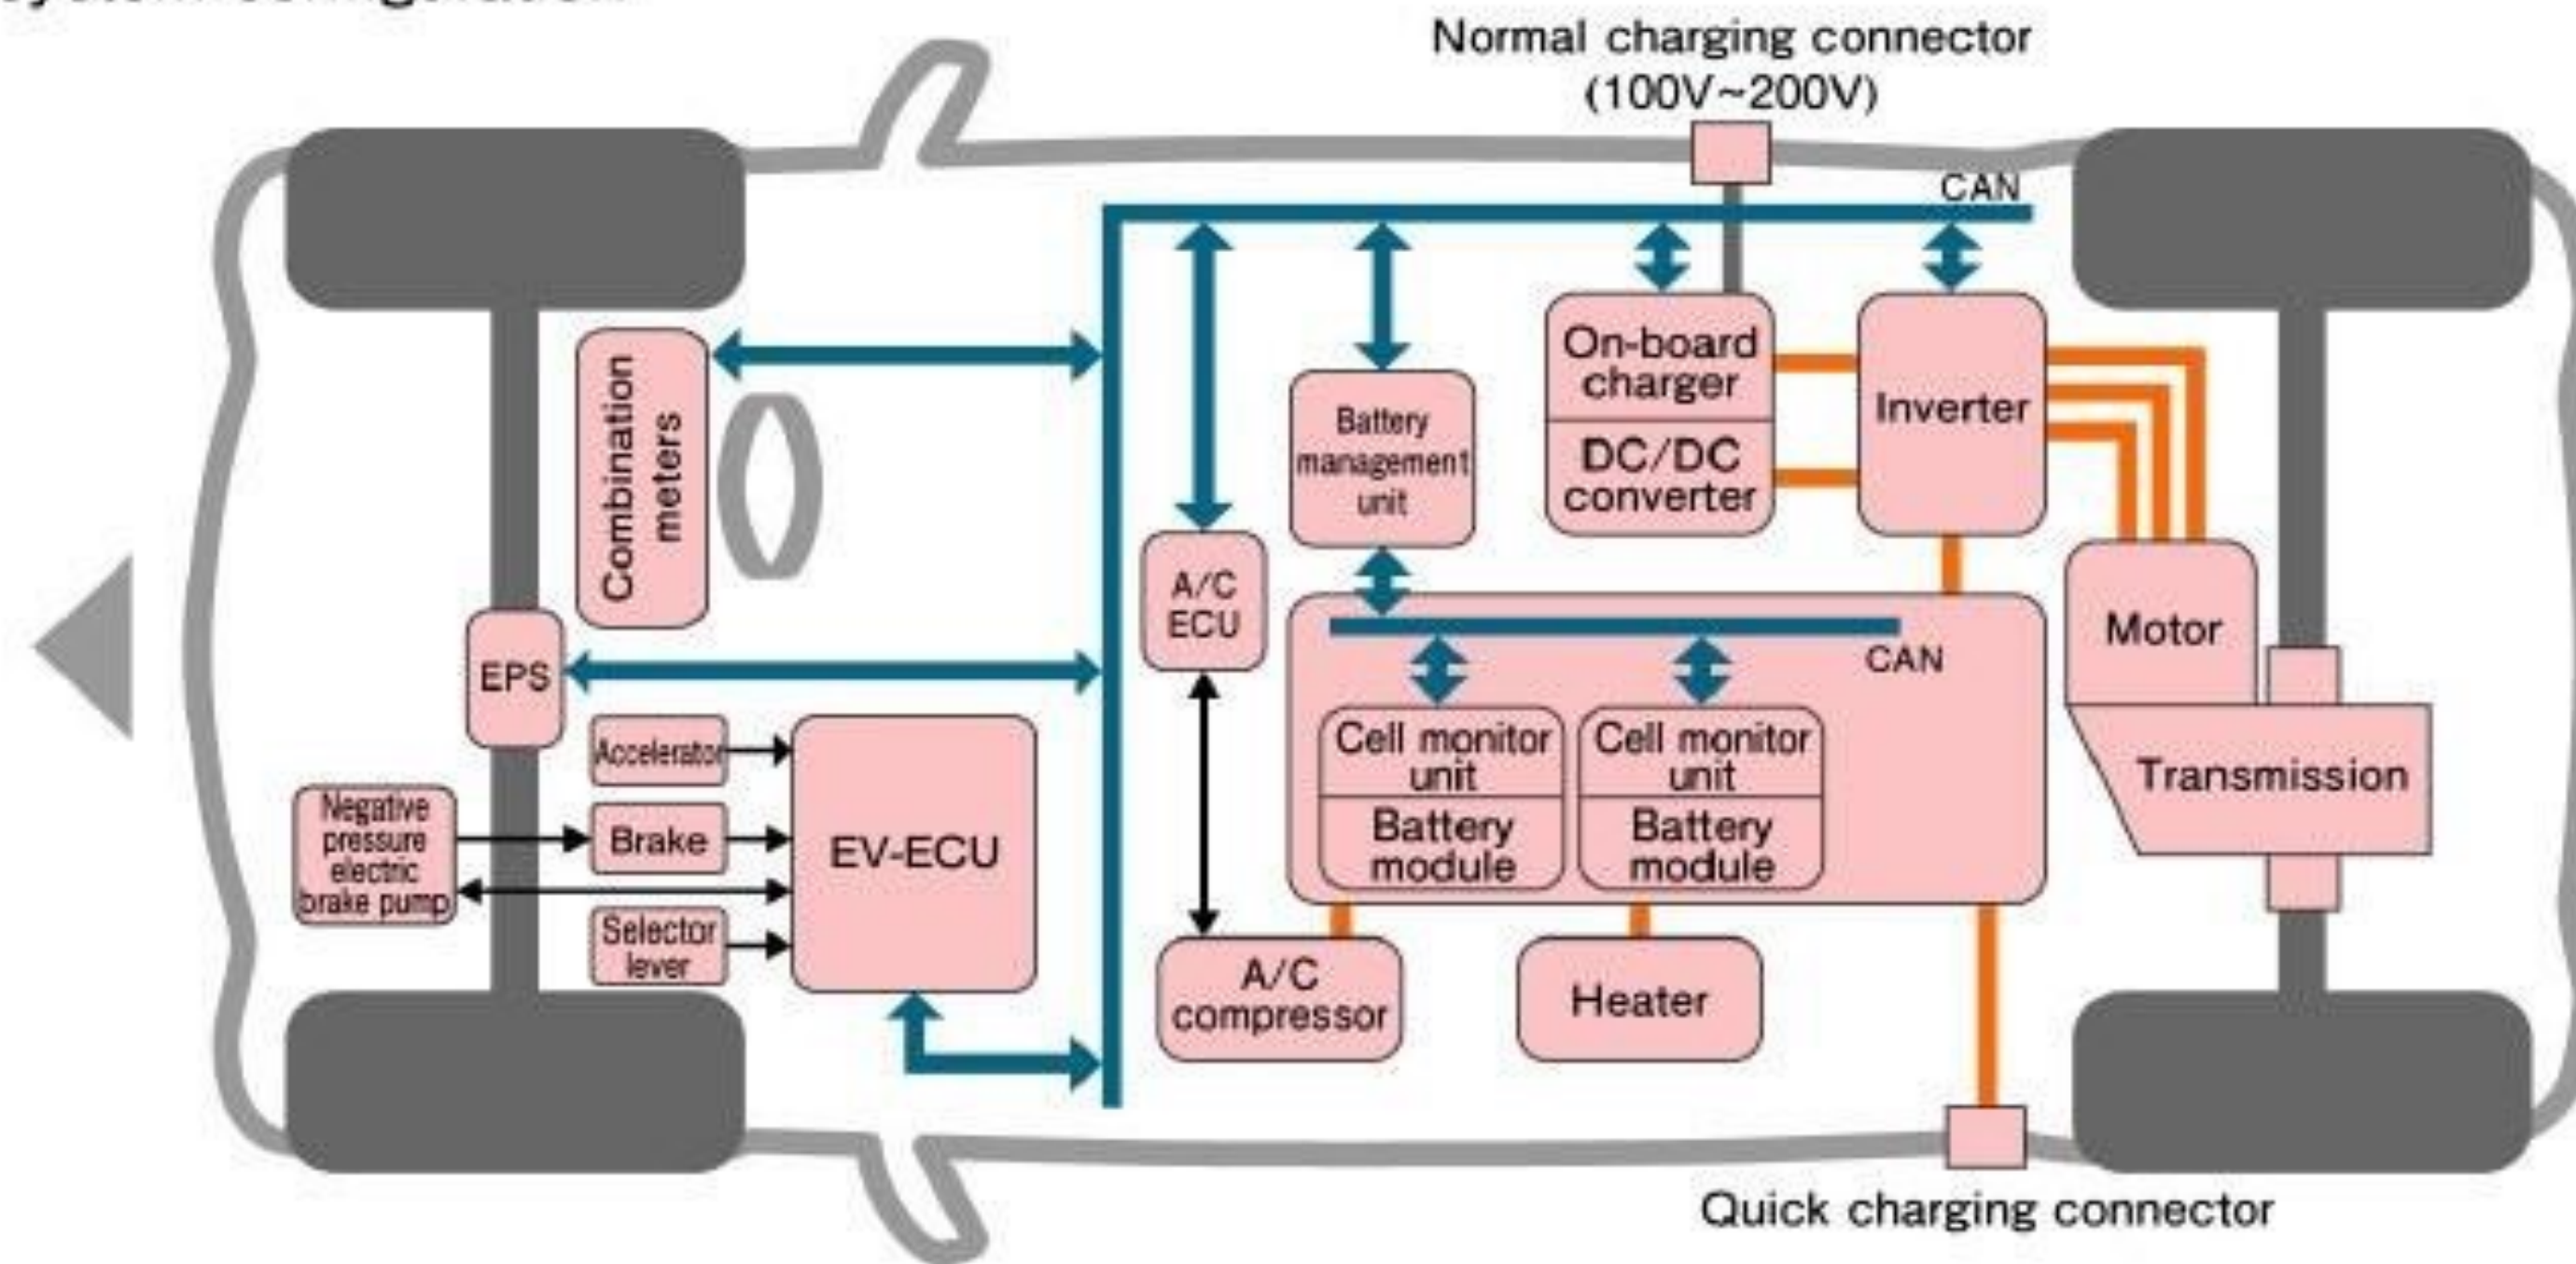 Normal charging connector
(100V~200V)
CAN
Combination
meters
On-board
charger
DC/DC
converter
Inverter
Battery
management
unit
A/C
ECU
EPS
Motor
CAN
Accelerator
Cell monitor
unit
Battery
module
Cell monitor
unit
Battery
module
Transmission
Negative
pressure
electric
brake pump
Brake
EV-ECU
Selector
lever
A/C
compressor
Heater
Quick charging connector